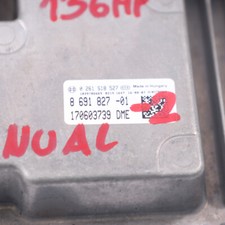 136HP
0 261 S18 527 Made in Hungary
8 691 827 -01
-2
170603739 DME
NUAL